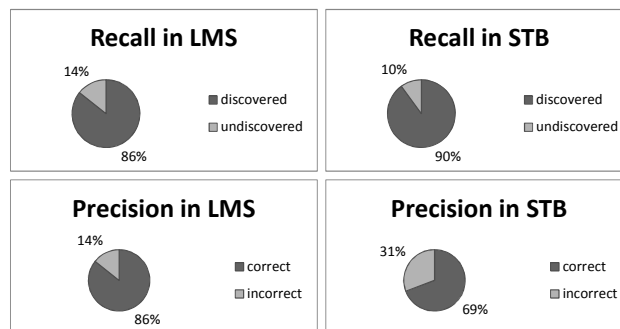 Recall in LMS
14%
discovered
undiscovered
86%
Recall in STB
10%
discovered
undiscovered
90%
Precision in LMS
14%
correct
incorrect
86%
Precision in STB
31%
correct
incorrect
69%